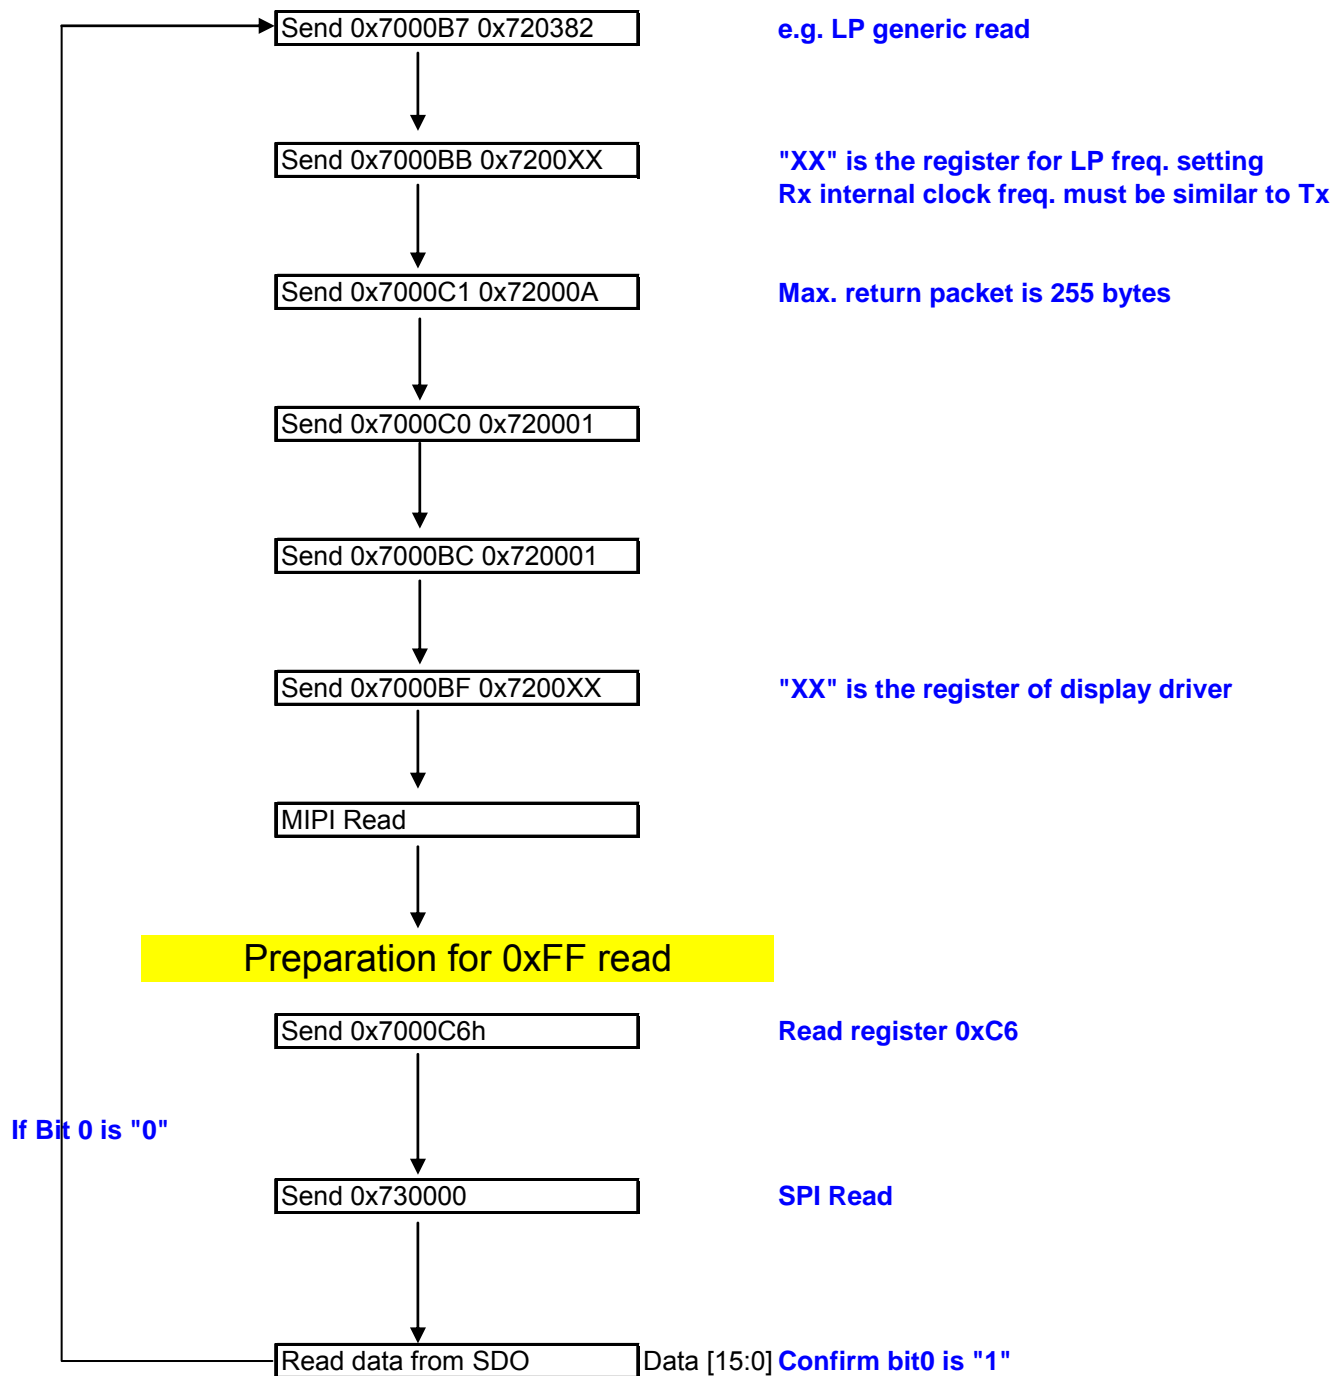 Send 0x7000B7 0x720382
e.g. LP generic read
Send 0x7000BB 0x7200XX
"XX" is the register for LP freq. setting
Rx internal clock freq. must be similar to Tx
Send 0x7000C1 0x72000A
Max. return packet is 255 bytes
Send 0x7000C0 0x720001
Send 0x7000BC 0x720001
Send 0x7000BF 0x7200XX
"XX" is the register of display driver
MIPI Read
Preparation for 0xFF read
Send 0x7000C6h
Read register 0xC6
If Bit 0 is "0"
Send 0x730000
SPI Read
Read data from SDO
Data [15:0] Confirm bit0 is "1"